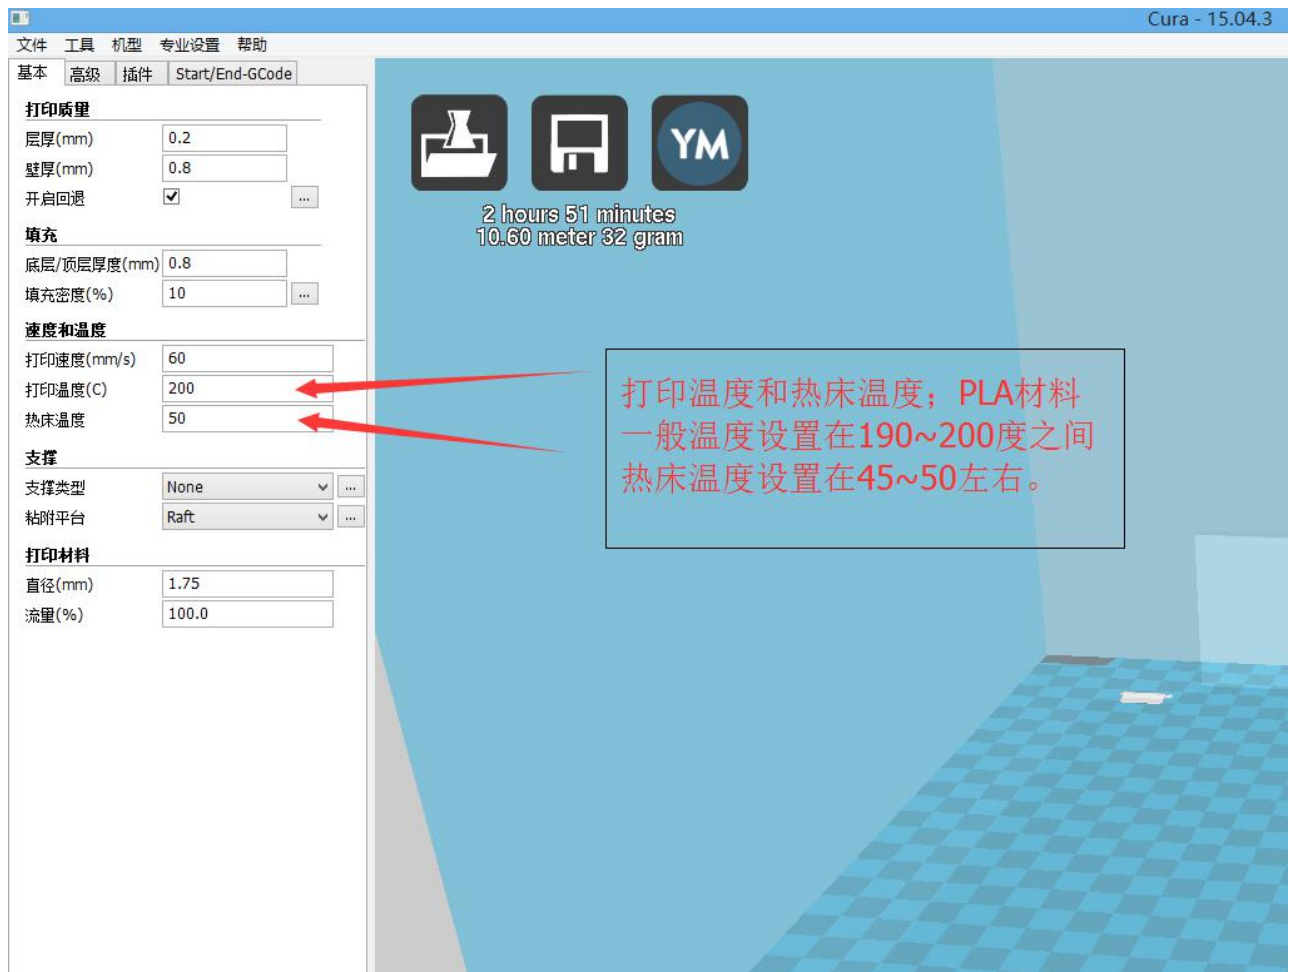 Cura - 15.04.3
文件 工具 机型 专业设置 帮助
基本 高级 插件 Start/End-GCode
打印质量
层厚(mm) 0.2
壁厚(mm) 0.8
开启回退 ...
填充
底层/顶层厚度(mm) 0.8
填充密度(%) 10 ...
速度和温度
打印速度(mm/s) 60
打印温度(C) 200
热床温度 50
支撑
支撑类型 None ...
粘附平台 Raft ...
打印材料
直径(mm) 1.75
流量(%) 100.0
YM
2 hours 51 minutes
10.60 meter 32 gram
打印温度和热床温度；PLA材料
一般温度设置在190~200度之间
热床温度设置在45~50左右。